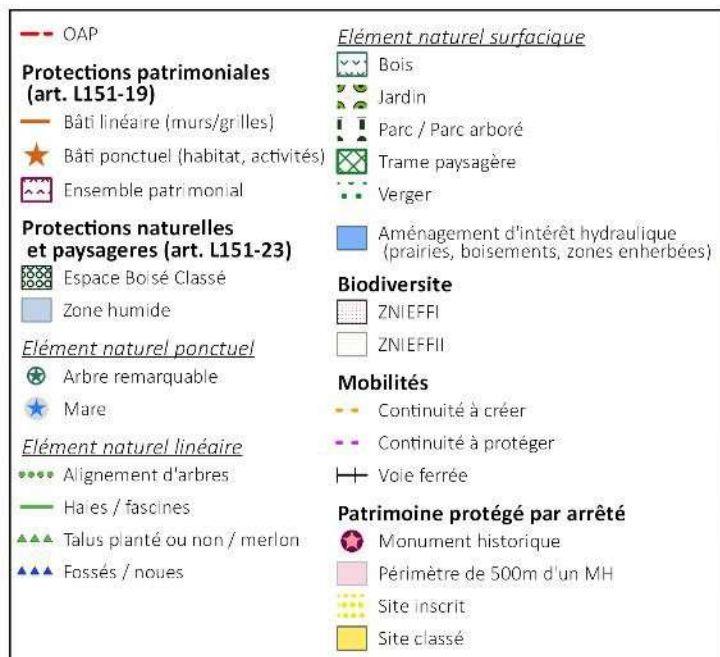 OAP
Protections patrimoniales
(art. L151-19)
Bâti linéaire (murs/grilles)
Bâti ponctuel (habitat, activités)
Ensemble patrimonial
Protections naturelles
et paysageres (art. L151-23)
Espace Boisé Classé
Zone humide
Elément naturel ponctuel
Arbre remarquable
Mare
Elément naturel linéaire
Alignement d'arbres
Haies / fascines
Talus planté ou non / merlon
Fossés / noues
Elément naturel surfacique
Bois
Jardin
Parc / Parc arboré
Trame paysagère
Verger
Aménagement d'intérêt hydraulique
(prairies, boisements, zones enherbées)
Biodiversite
ZNIEFFI
ZNIEFFII
Mobilités
Continuité à créer
Continuité à protéger
Voie ferrée
Patrimoine protégé par arrêté
Monument historique
Périmètre de 500m d'un MH
Site inscrit
Site classé